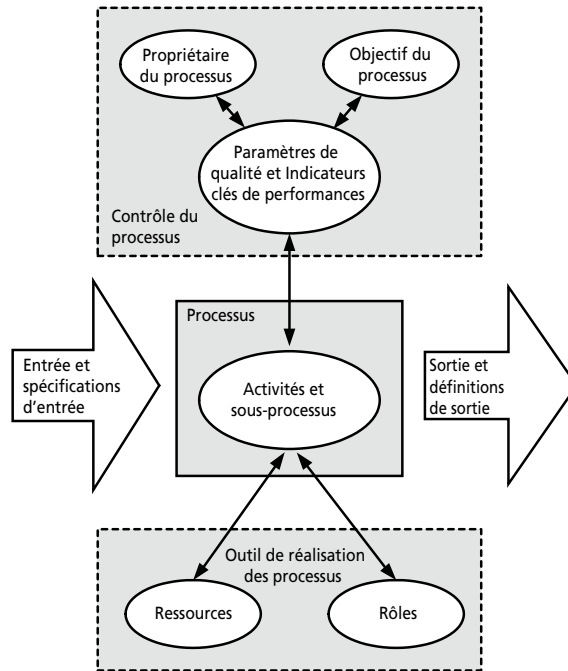 Propriétaire
du processus
Objectif du
processus
Paramètres de
qualité et Indicateurs
clés de performances
Contrôle du
processus
Processus
Entrée et
spécifications
d'entrée
Activités et
sous-processus
Sortie et
définitions
de sortie
Outil de réalisation
des processus
Ressources
Rôles